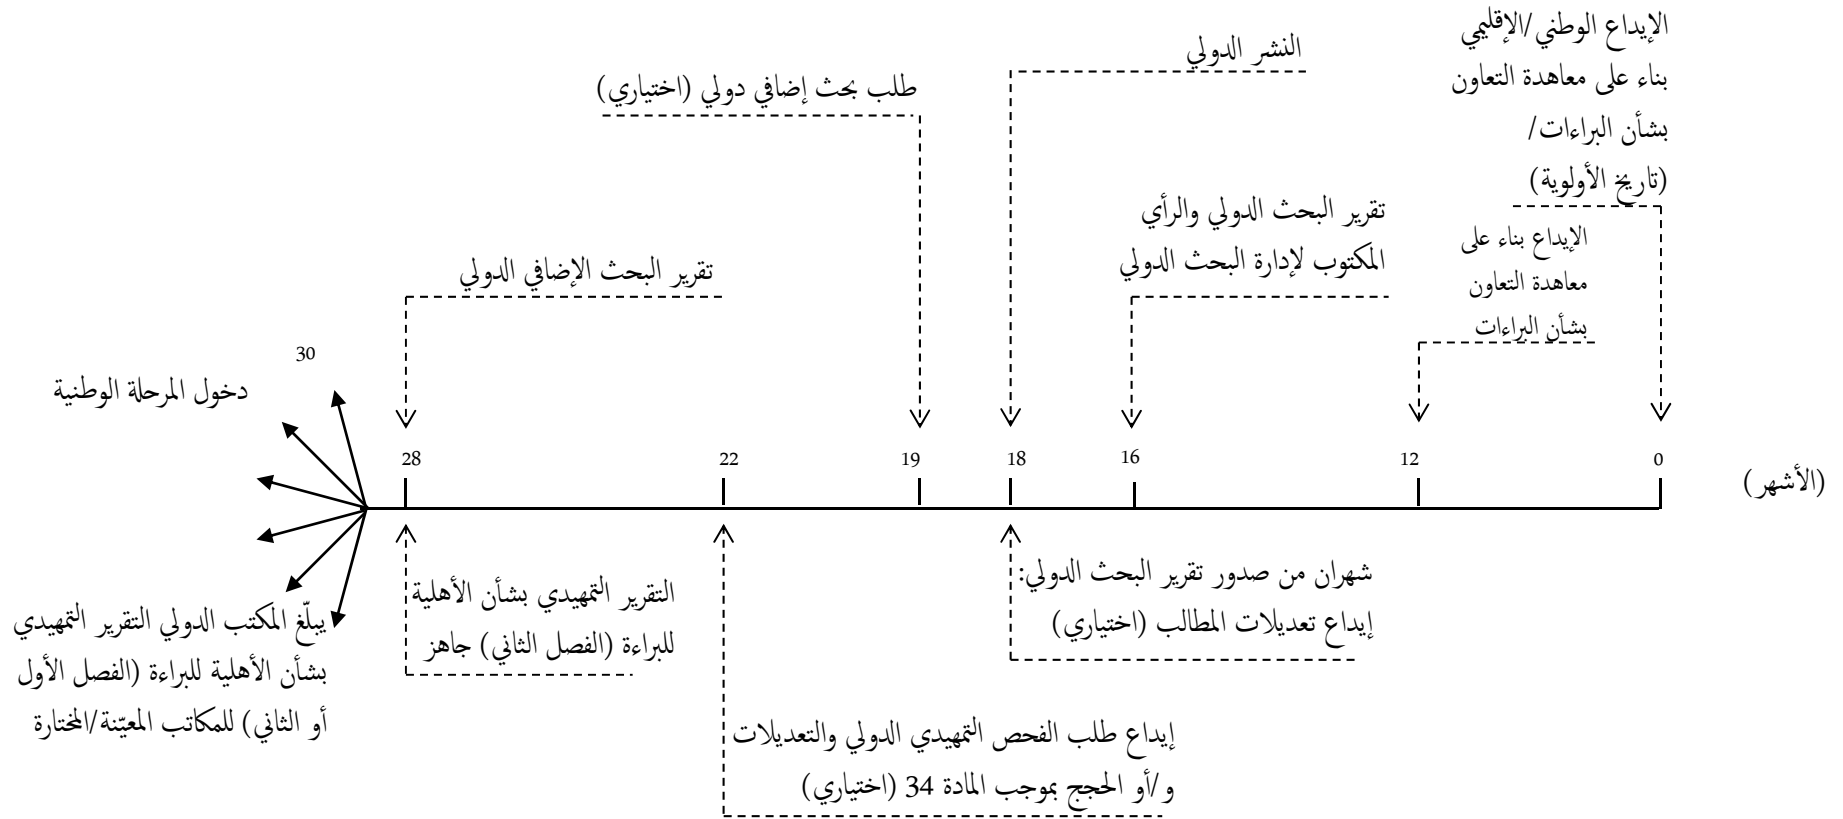 الإيداع الوطني/الإقليمي
بناء على معاهدة التعاون
بشأن البراءات/
(تاريخ الأولوية)
النشر الدولي
طلب بحث إضافي دولي (اختياري)
الإيداع بناء على
معاهدة التعاون
بشأن البراءات
تقرير البحث الدولي والرأي
المكتوب لإدارة البحث الدولي
تقرير البحث الإضافي الدولي
30
دخول المرحلة الوطنية
(الأشهر)
0
12
16
18
19
22
28
شهران من صدور تقرير البحث الدولي:
إيداع تعديلات المطالب (اختياري)
إيداع طلب الفحص التمهيدي الدولي والتعديلات
و/أو الحجج بموجب المادة 34 (اختياري)
التقرير التمهيدي بشأن الأهلية
للبراءة (الفصل الثاني) جاهز
يبلّغ المكتب الدولي التقرير التمهيدي
بشأن الأهلية للبراءة (الفصل الأول
أو الثاني) للمكاتب المعيّنة/المختارة